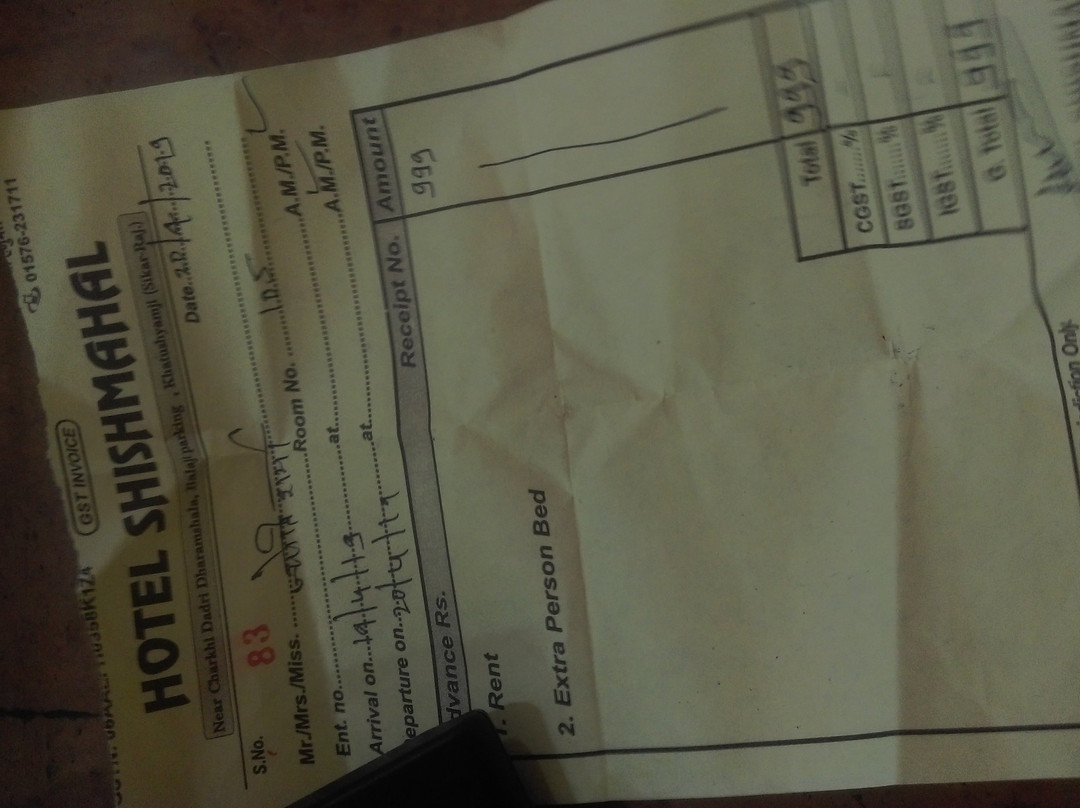 01576-231711
GST INVOICE
HOTEL SHISHMAHAL
Near Charkhi Dadri Dharamshala, Balaji parking , Khatushyamji (Sikar-Raj.)
Date 20/4/2019
S.No. 83
Mr./Mrs./Miss.
Ent. no. Room No. 105 A.M./P.M.
Arrival on 19/4/19 at A.M./P.M.
eparture on 20/4/19 at
dvance Rs. Receipt No. Amount
1. Rent 999
2. Extra Person Bed
Total 999
CGST......%
SGST......%
IGST......%
G. Total 999